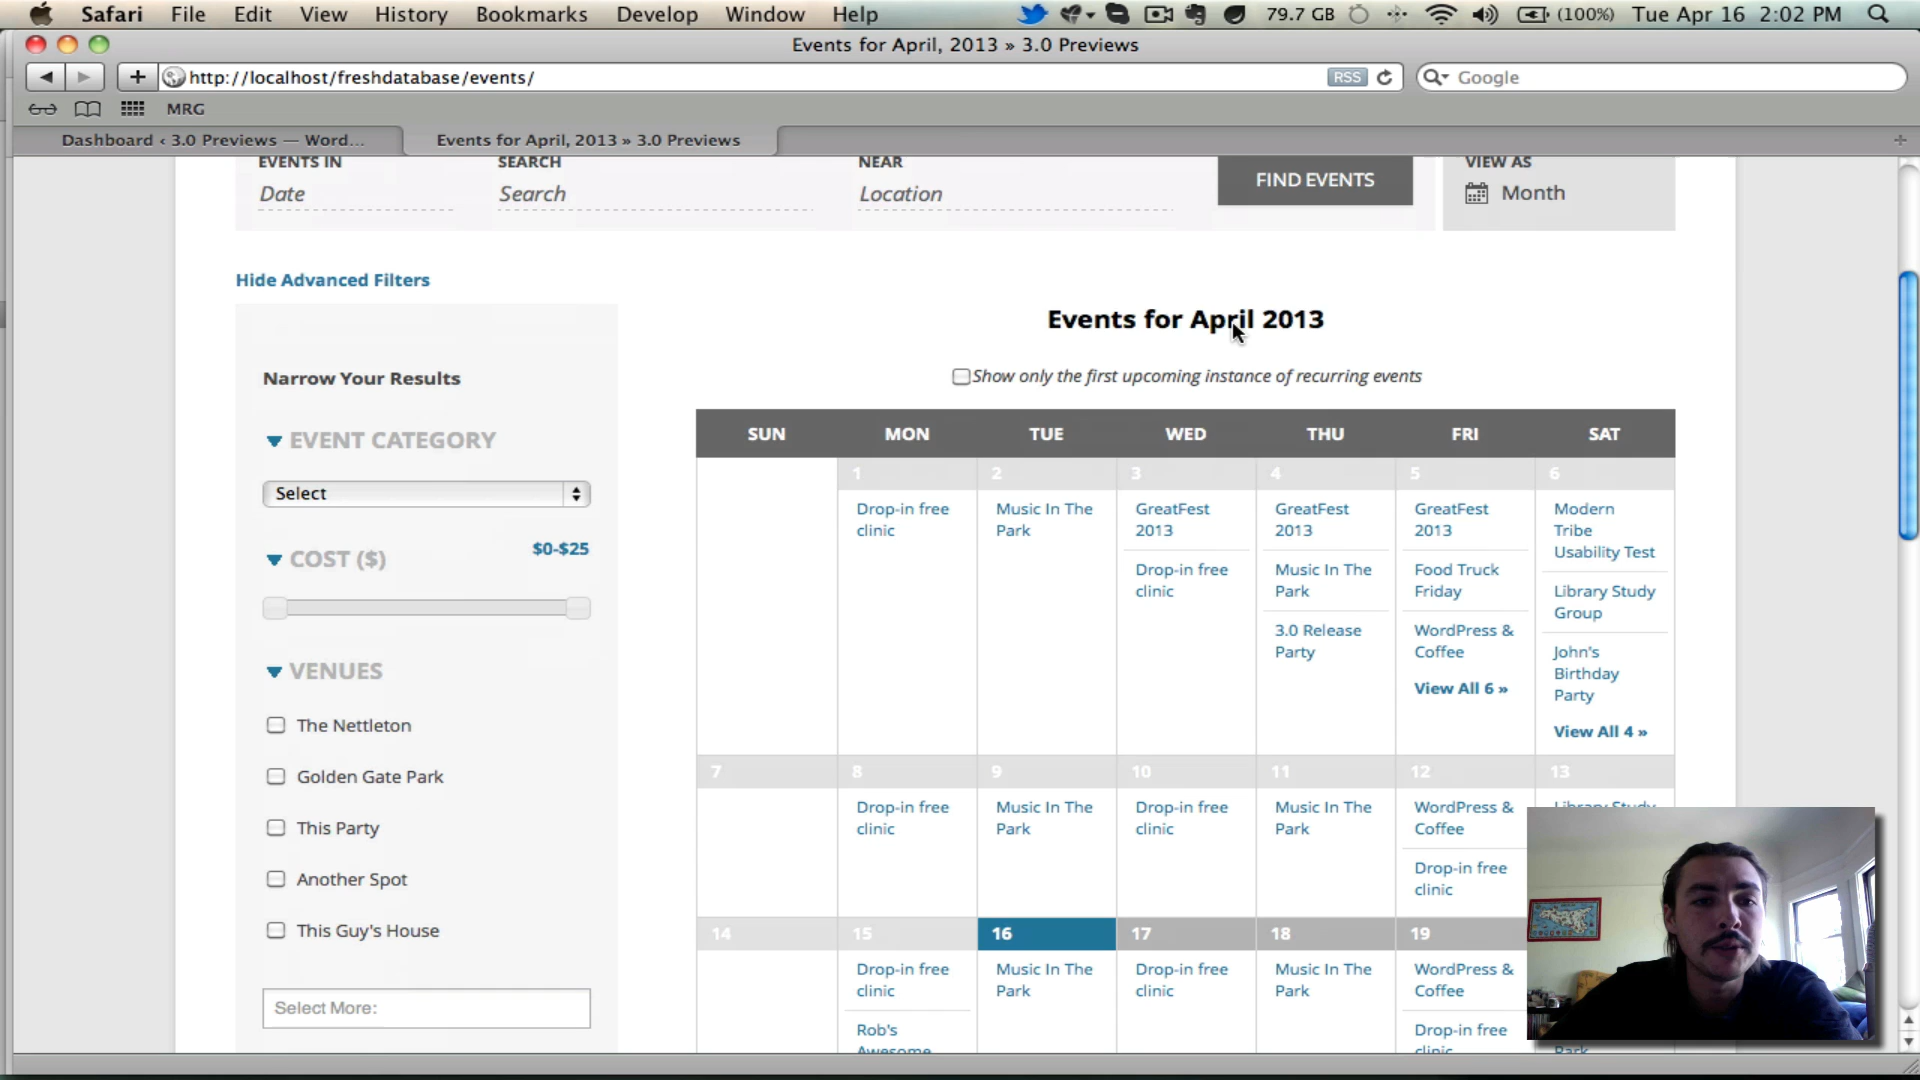 Safari File Edit View History Bookmarks Develop Window Help 79.7 GB (100%) Tue Apr 16 2:02 PM
Events for April, 2013 » 3.0 Previews
http://localhost/freshdatabase/events/ RSS Google
MRG
Dashboard ‹ 3.0 Previews — Word... Events for April, 2013 » 3.0 Previews
EVENTS IN SEARCH NEAR VIEW AS
Date Search Location FIND EVENTS Month
Hide Advanced Filters
Narrow Your Results
EVENT CATEGORY
Select
COST ($) $0-$25
VENUES
The Nettleton
Golden Gate Park
This Party
Another Spot
This Guy's House
Select More:
Events for April 2013
Show only the first upcoming instance of recurring events
SUN MON TUE WED THU FRI SAT
1 2 3 4 5 6
Drop-in free
clinic
Music In The
Park
GreatFest
2013
Drop-in free
clinic
GreatFest
2013
Music In The
Park
3.0 Release
Party
GreatFest
2013
Food Truck
Friday
WordPress &
Coffee
View All 6 »
Modern
Tribe
Usability Test
Library Study
Group
John's
Birthday
Party
View All 4 »
7 8 9 10 11 12 13
Drop-in free
clinic
Music In The
Park
Drop-in free
clinic
Music In The
Park
WordPress &
Coffee
Drop-in free
clinic
Library Study
14 15 16 17 18 19
Drop-in free
clinic
Rob's
Awesome
Music In The
Park
Drop-in free
clinic
Music In The
Park
WordPress &
Coffee
Drop-in free
clinic
Park